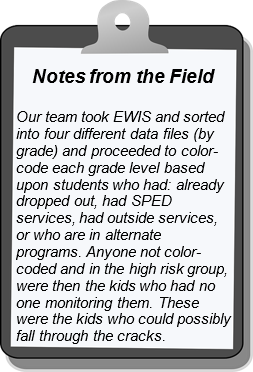 Notes from the Field
Our team took EWIS and sorted
into four different data files (by
grade) and proceeded to color-
code each grade level based
upon students who had: already
dropped out, had SPED
services, had outside services,
or who are in alternate
programs. Anyone not color-
coded and in the high risk group,
were then the kids who had no
one monitoring them. These
were the kids who could possibly
fall through the cracks.